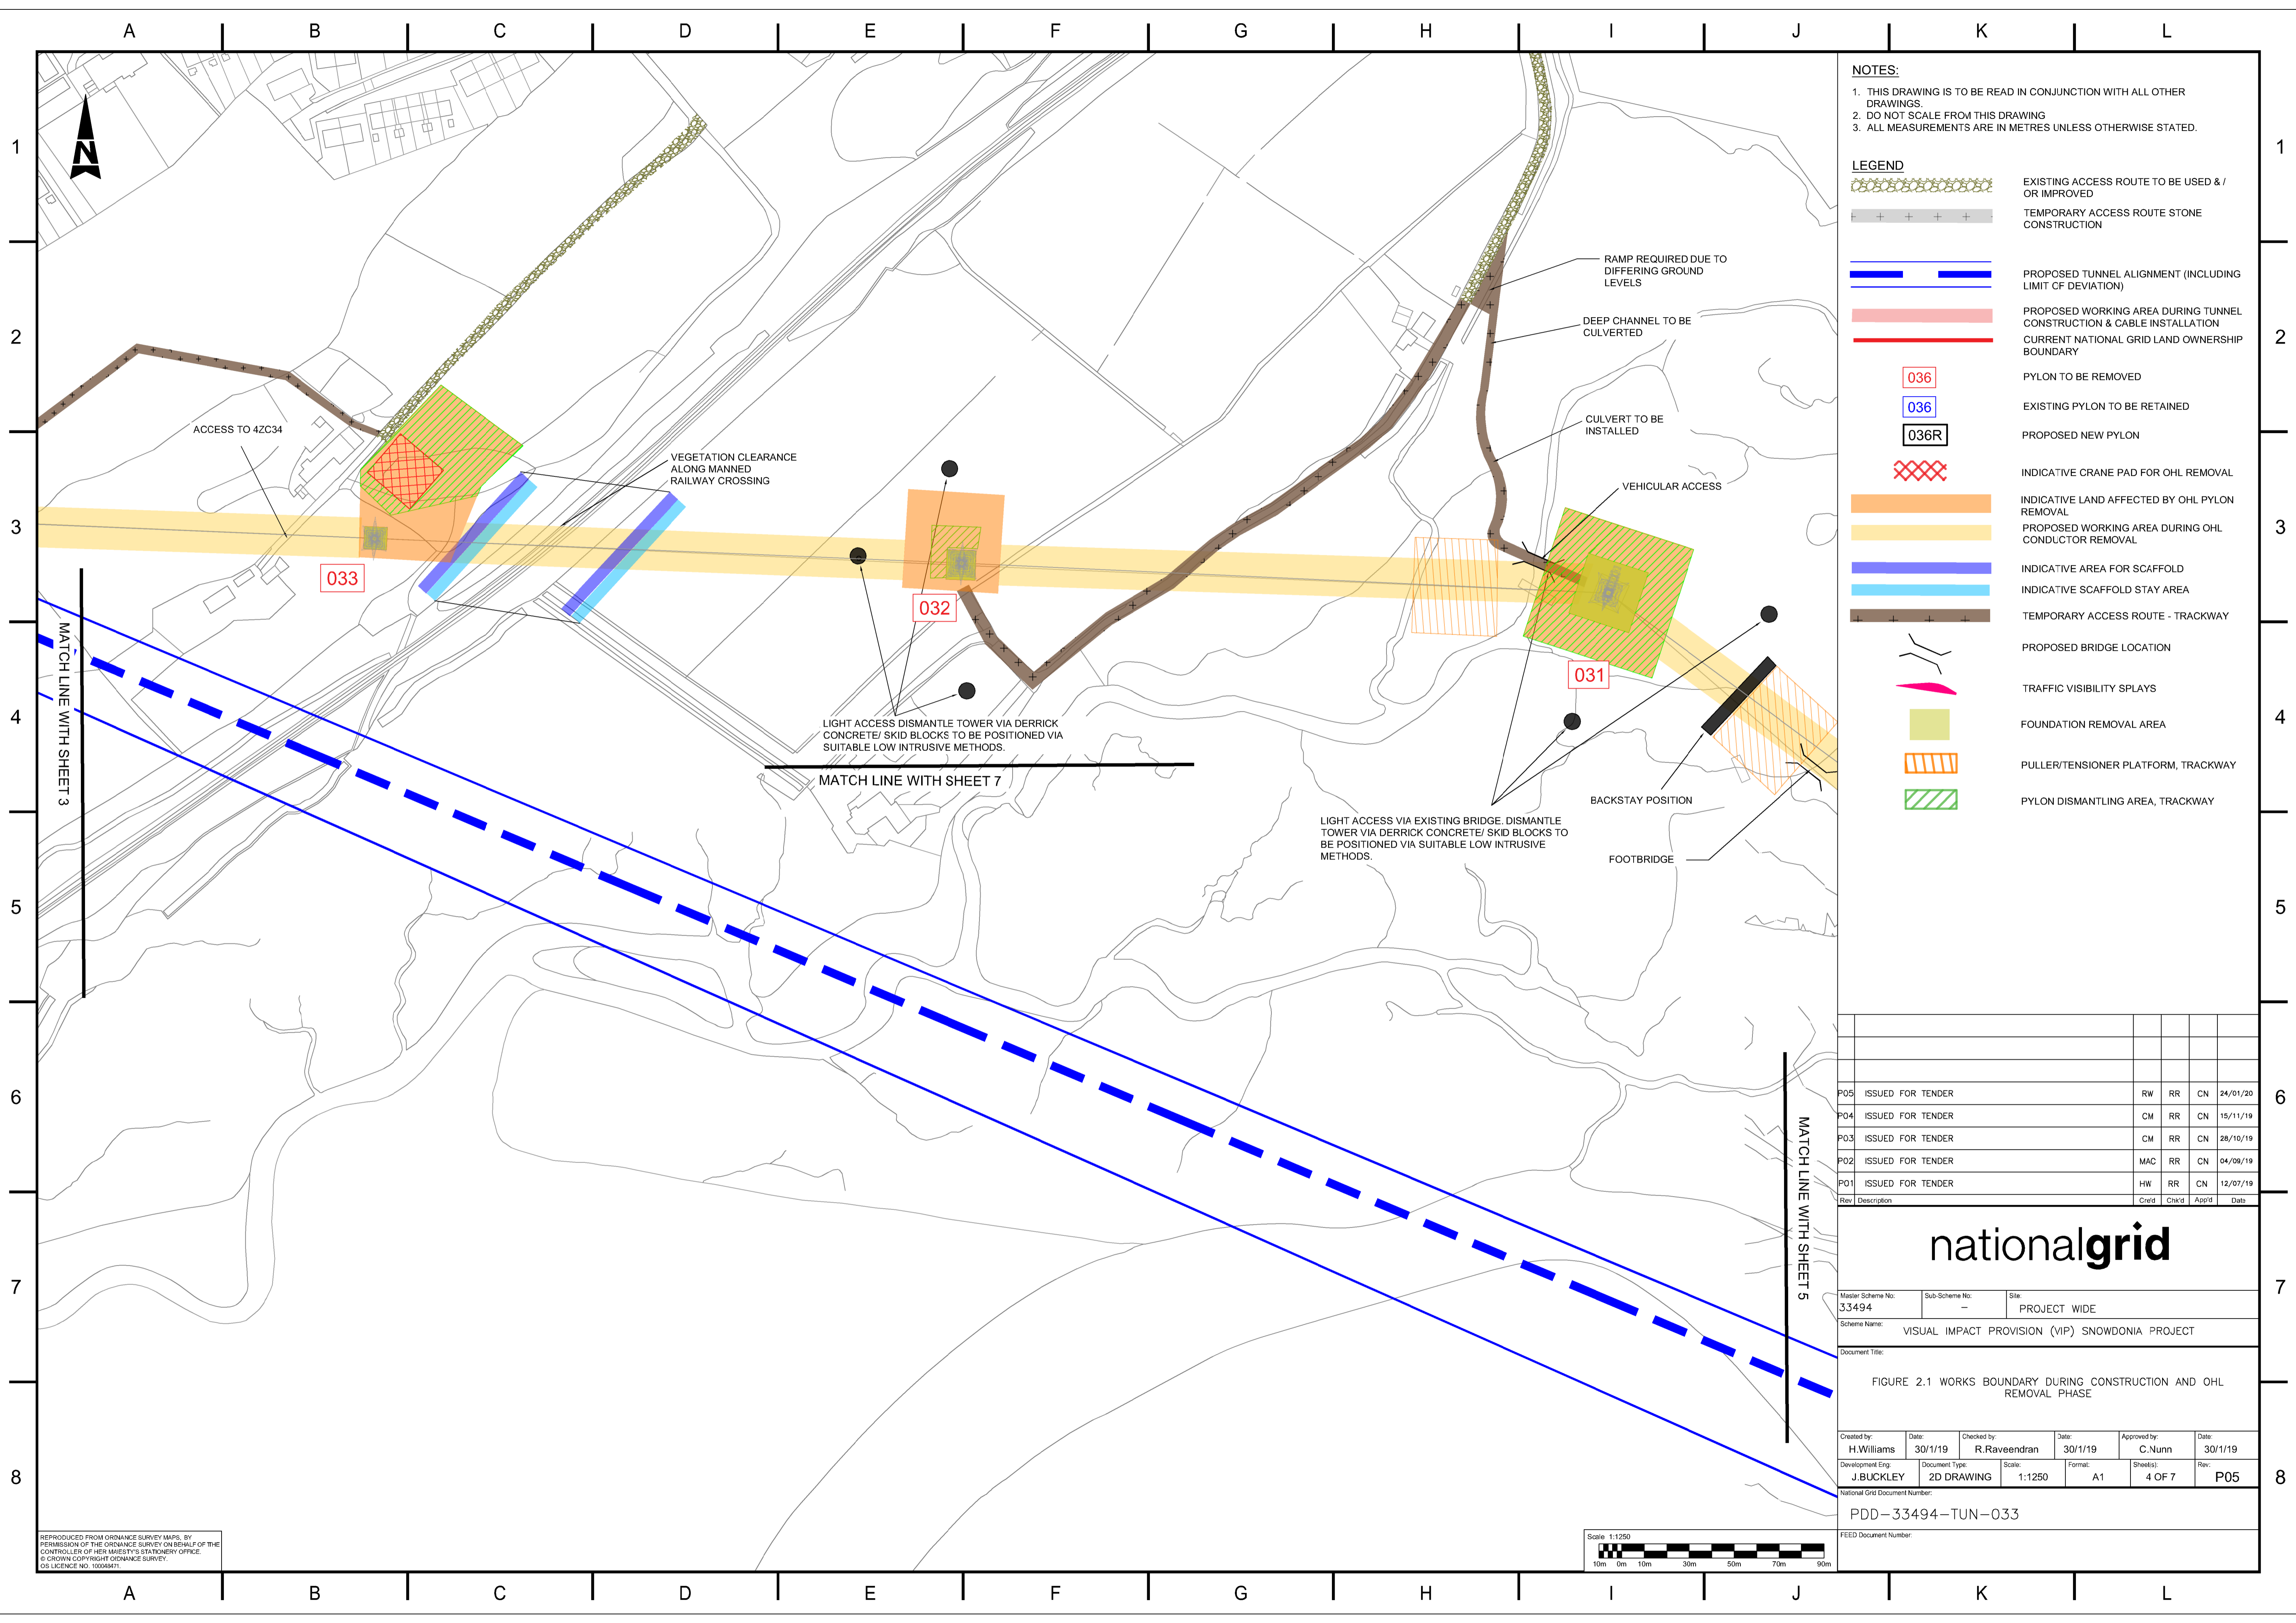 A B C D E F G H I J K L
1
2
3
4
5
6
7
8
N
ACCESS TO 4ZC34
033
VEGETATION CLEARANCE
ALONG MANNED
RAILWAY CROSSING
032
LIGHT ACCESS DISMANTLE TOWER VIA DERRICK
CONCRETE/ SKID BLOCKS TO BE POSITIONED VIA
SUITABLE LOW INTRUSIVE METHODS.
MATCH LINE WITH SHEET 7
MATCH LINE WITH SHEET 3
RAMP REQUIRED DUE TO
DIFFERING GROUND
LEVELS
DEEP CHANNEL TO BE
CULVERTED
CULVERT TO BE
INSTALLED
VEHICULAR ACCESS
031
BACKSTAY POSITION
LIGHT ACCESS VIA EXISTING BRIDGE. DISMANTLE
TOWER VIA DERRICK CONCRETE/ SKID BLOCKS TO
BE POSITIONED VIA SUITABLE LOW INTRUSIVE
METHODS.
FOOTBRIDGE
MATCH LINE WITH SHEET 5
REPRODUCED FROM ORDNANCE SURVEY MAPS, BY
PERMISSION OF THE ORDNANCE SURVEY ON BEHALF OF THE
CONTROLLER OF HER MAJESTY'S STATIONERY OFFICE.
© CROWN COPYRIGHT OIDNANCE SURVEY.
OS LICENCE NO. 100048471.
Scale 1:1250
10m 0m 10m 30m 50m 70m 90m
NOTES:
1. THIS DRAWING IS TO BE READ IN CONJUNCTION WITH ALL OTHER
DRAWINGS.
2. DO NOT SCALE FROM THIS DRAWING
3. ALL MEASUREMENTS ARE IN METRES UNLESS OTHERWISE STATED.
LEGEND
EXISTING ACCESS ROUTE TO BE USED & /
OR IMPROVED
TEMPORARY ACCESS ROUTE STONE
CONSTRUCTION
PROPOSED TUNNEL ALIGNMENT (INCLUDING
LIMIT OF DEVIATION)
PROPOSED WORKING AREA DURING TUNNEL
CONSTRUCTION & CABLE INSTALLATION
CURRENT NATIONAL GRID LAND OWNERSHIP
BOUNDARY
036 PYLON TO BE REMOVED
036 EXISTING PYLON TO BE RETAINED
036R PROPOSED NEW PYLON
INDICATIVE CRANE PAD FOR OHL REMOVAL
INDICATIVE LAND AFFECTED BY OHL PYLON
REMOVAL
PROPOSED WORKING AREA DURING OHL
CONDUCTOR REMOVAL
INDICATIVE AREA FOR SCAFFOLD
INDICATIVE SCAFFOLD STAY AREA
TEMPORARY ACCESS ROUTE - TRACKWAY
PROPOSED BRIDGE LOCATION
TRAFFIC VISIBILITY SPLAYS
FOUNDATION REMOVAL AREA
PULLER/TENSIONER PLATFORM, TRACKWAY
PYLON DISMANTLING AREA, TRACKWAY
P05 ISSUED FOR TENDER RW RR CN 24/01/20
P04 ISSUED FOR TENDER CM RR CN 15/11/19
P03 ISSUED FOR TENDER CM RR CN 28/10/19
P02 ISSUED FOR TENDER MAC RR CN 04/09/19
P01 ISSUED FOR TENDER HW RR CN 12/07/19
Rev Description Cre'd Chk'd App'd Date
nationalgrid
Master Scheme No: Sub-Scheme No: Site:
33494 – PROJECT WIDE
Scheme Name:
VISUAL IMPACT PROVISION (VIP) SNOWDONIA PROJECT
Document Title:
FIGURE 2.1 WORKS BOUNDARY DURING CONSTRUCTION AND OHL
REMOVAL PHASE
Created by: Date: Checked by: Date: Approved by: Date:
H.Williams 30/1/19 R.Raveendran 30/1/19 C.Nunn 30/1/19
Development Eng: Document Type: Scale: Format: Sheet(s): Rev:
J.BUCKLEY 2D DRAWING 1:1250 A1 4 OF 7 P05
National Grid Document Number:
PDD-33494-TUN-033
FEED Document Number:
1
2
3
4
5
6
7
8
A B C D E F G H I J K L